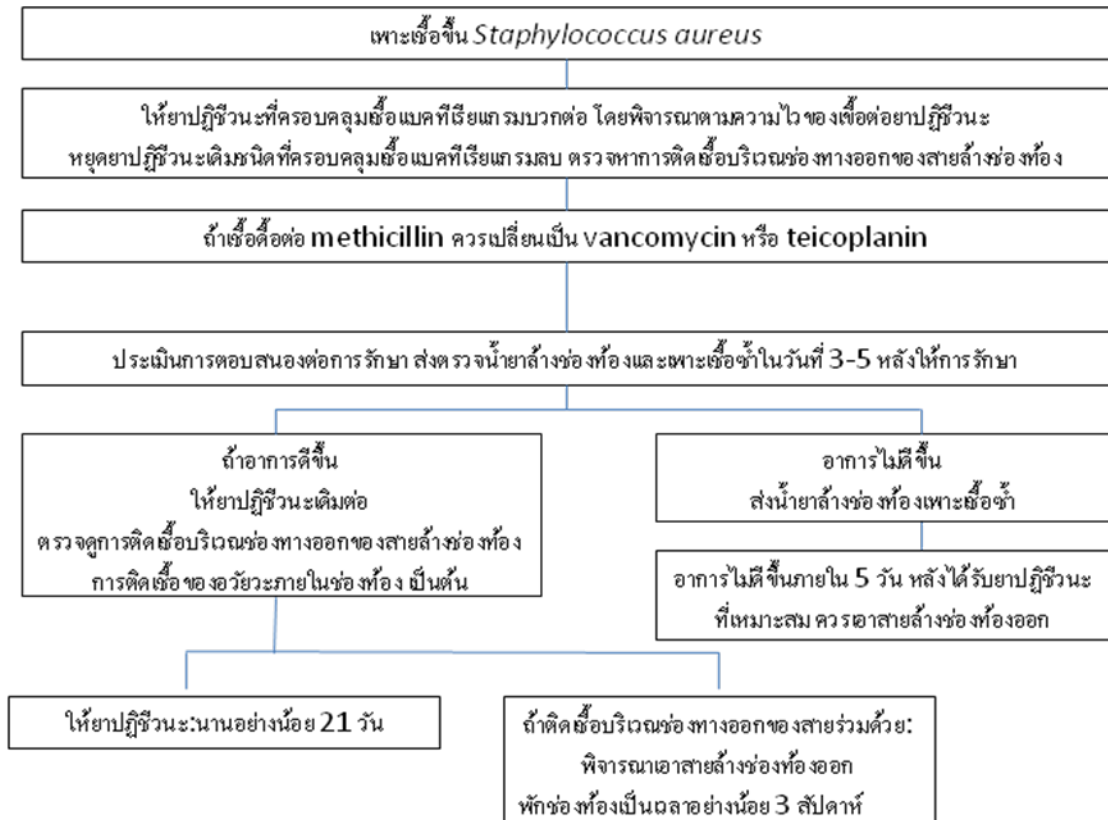 เพาะเชื้อขึ้น Staphylococcus aureus
ให้ยาปฏิชีวนะที่ครอบคลุมเชื้อแบคทีเรียแกรมบวกต่อ โดยพิจารณาตามความไวของเชื้อต่อยาปฏิชีวนะ
หยุดยาปฏิชีวนะเดิมชนิดที่ครอบคลุมเชื้อแบคทีเรียแกรมลบ ตรวจหาการติดเชื้อบริเวณช่องทางออกของสายล้างช่องท้อง
ถ้าเชื้อดื้อต่อ methicillin ควรเปลี่ยนเป็น vancomycin หรือ teicoplanin
ประเมินการตอบสนองต่อการรักษา ส่งตรวจน้ำยาล้างช่องท้องและเพาะเชื้อซ้ำในวันที่ 3-5 หลังให้การรักษา
ถ้าอาการดีขึ้น
ให้ยาปฏิชีวนะเดิมต่อ
ตรวจดูการติดเชื้อบริเวณช่องทางออกของสายล้างช่องท้อง
การติดเชื้อของอวัยวะภายในช่องท้อง เป็นต้น
อาการไม่ดีขึ้น
ส่งน้ำยาล้างช่องท้องเพาะเชื้อซ้ำ
อาการไม่ดีขึ้นภายใน 5 วัน หลังได้รับยาปฏิชีวนะ
ที่เหมาะสม ควรเอาสายล้างช่องท้องออก
ให้ยาปฏิชีวนะ:นานอย่างน้อย 21 วัน
ถ้าติดเชื้อบริเวณช่องทางออกของสายร่วมด้วย:
พิจารณาเอาสายล้างช่องท้องออก
พักช่องท้องเป็นเวลาอย่างน้อย 3 สัปดาห์